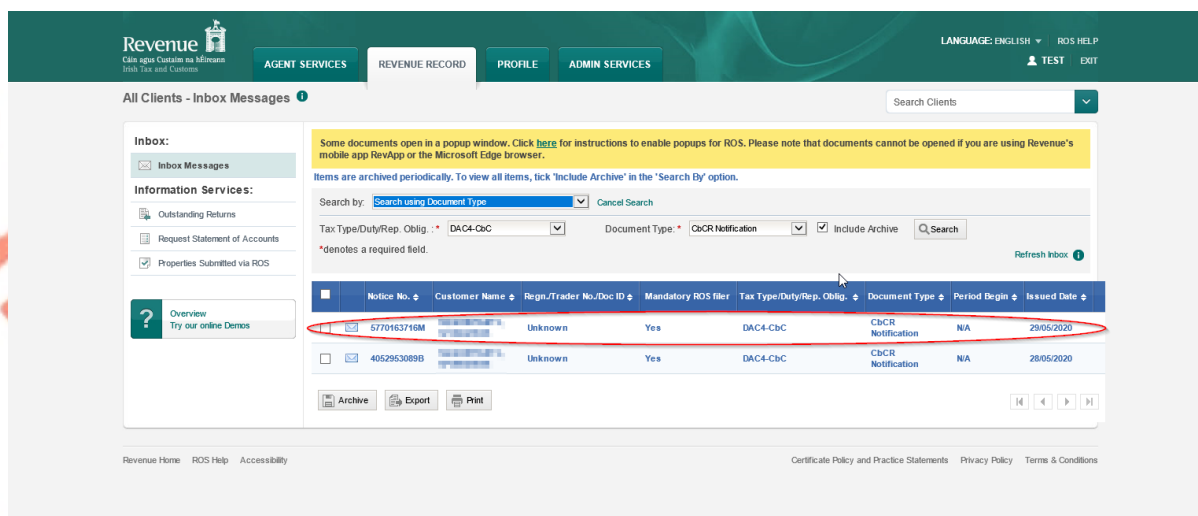 Revenue
Cáin agus Custaim na hÉireann
Irish Tax and Customs
AGENT SERVICES
REVENUE RECORD
PROFILE
ADMIN SERVICES
LANGUAGE: ENGLISH
ROS HELP
TEST
EXIT
All Clients - Inbox Messages
Search Clients
Inbox:
Inbox Messages
Information Services:
Outstanding Returns
Request Statement of Accounts
Properties Submitted via ROS
?
Overview
Try our online Demos
Some documents open in a popup window. Click here for instructions to enable popups for ROS. Please note that documents cannot be opened if you are using Revenue's
mobile app RevApp or the Microsoft Edge browser.
Items are archived periodically. To view all items, tick 'Include Archive' in the 'Search By' option.
Search by: Search using Document Type Cancel Search
Tax Type/Duty/Rep. Oblig. :* DAC4-CbC Document Type: * CbCR Notification Include Archive Search
*denotes a required field.
Refresh Inbox
Notice No. Customer Name Regn./Trader No./Doc ID Mandatory ROS filer Tax Type/Duty/Rep. Oblig. Document Type Period Begin Issued Date
5770163716M Unknown Yes DAC4-CbC CbCR Notification N/A 29/05/2020
4052953089B Unknown Yes DAC4-CbC CbCR Notification N/A 28/05/2020
Archive Export Print
Revenue Home ROS Help Accessibility
Certificate Policy and Practice Statements Privacy Policy Terms & Conditions